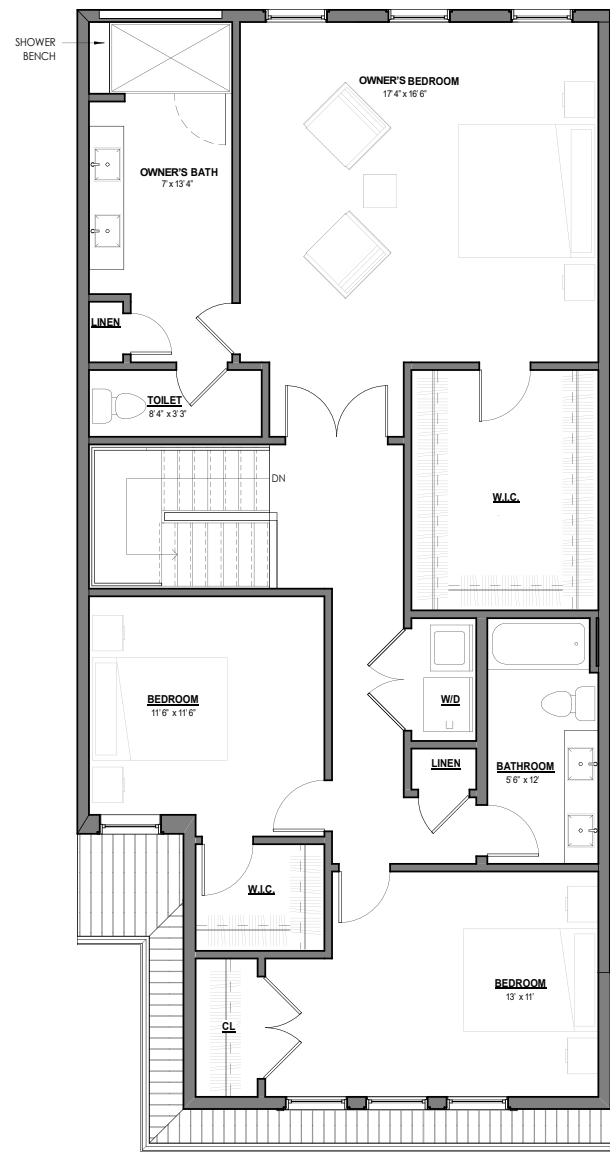 SHOWER
BENCH
OWNER'S BEDROOM
17' 4" x 16' 6"
OWNER'S BATH
7' x 13' 4"
LINEN
TOILET
8' 4" x 3' 3"
DN
W.I.C.
BEDROOM
11' 6" x 11' 6"
W/D
LINEN
BATHROOM
5' 6" x 12'
W.I.C.
BEDROOM
13' x 11'
CL